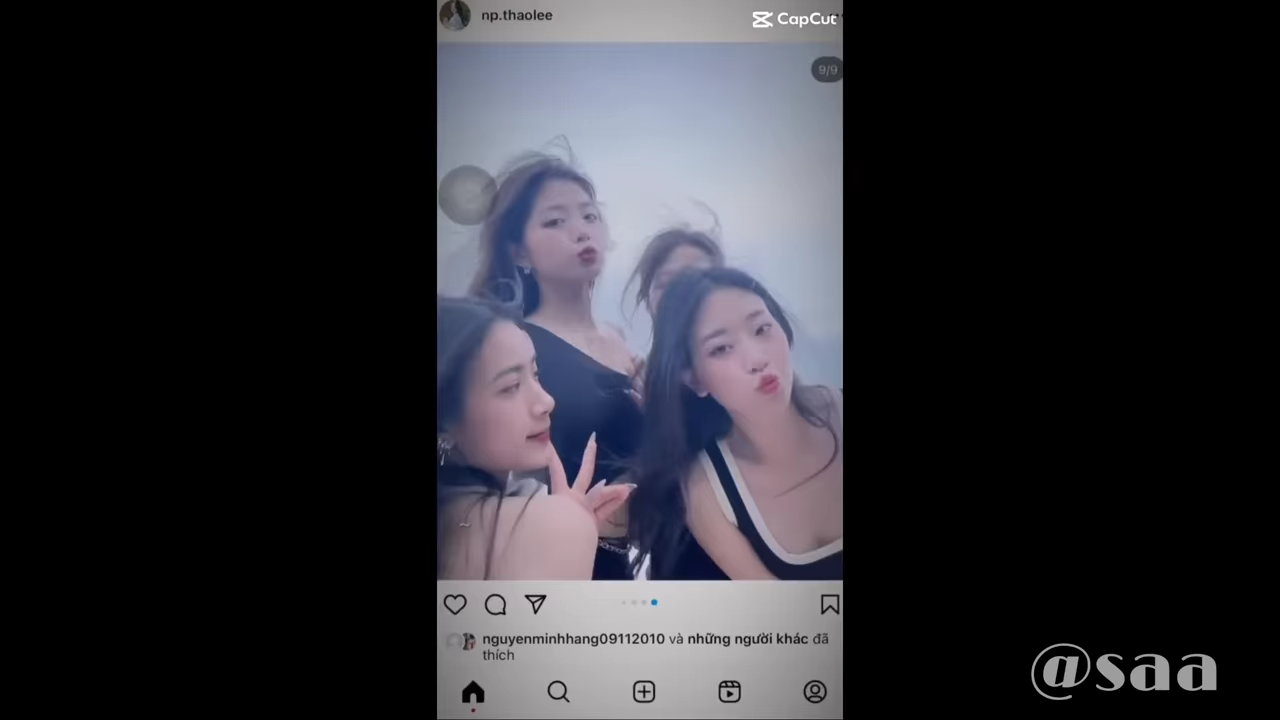 np.thaolee
CapCut
9/9
nguyenminhhang09112010 và những người khác đã
thích
@saa